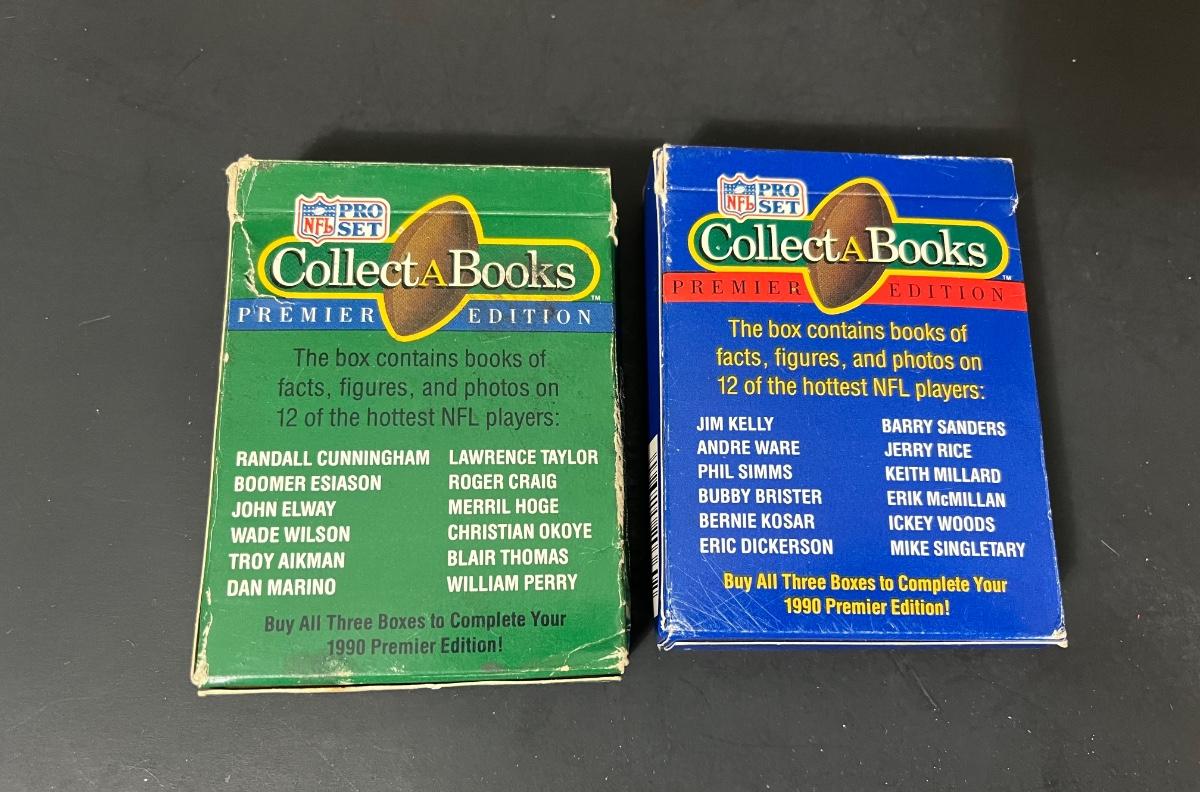 NFL PRO SET
CollectABooks™
PREMIER EDITION
The box contains books of
facts, figures, and photos on
12 of the hottest NFL players:
RANDALL CUNNINGHAM
BOOMER ESIASON
JOHN ELWAY
WADE WILSON
TROY AIKMAN
DAN MARINO
LAWRENCE TAYLOR
ROGER CRAIG
MERRIL HOGE
CHRISTIAN OKOYE
BLAIR THOMAS
WILLIAM PERRY
Buy All Three Boxes to Complete Your
1990 Premier Edition!
NFL PRO SET
CollectABooks™
PREMIER EDITION
The box contains books of
facts, figures, and photos on
12 of the hottest NFL players:
JIM KELLY
ANDRE WARE
PHIL SIMMS
BUBBY BRISTER
BERNIE KOSAR
ERIC DICKERSON
BARRY SANDERS
JERRY RICE
KEITH MILLARD
ERIK McMILLAN
ICKEY WOODS
MIKE SINGLETARY
Buy All Three Boxes to Complete Your
1990 Premier Edition!